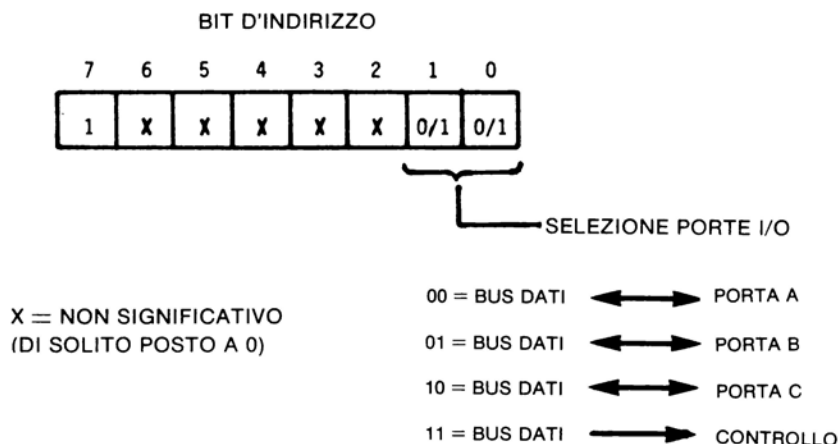 BIT D'INDIRIZZO
7 6 5 4 3 2 1 0
1 X X X X X 0/1 0/1
SELEZIONE PORTE I/O
X = NON SIGNIFICATIVO
(DI SOLITO POSTO A 0)
00 = BUS DATI PORTA A
01 = BUS DATI PORTA B
10 = BUS DATI PORTA C
11 = BUS DATI CONTROLLO